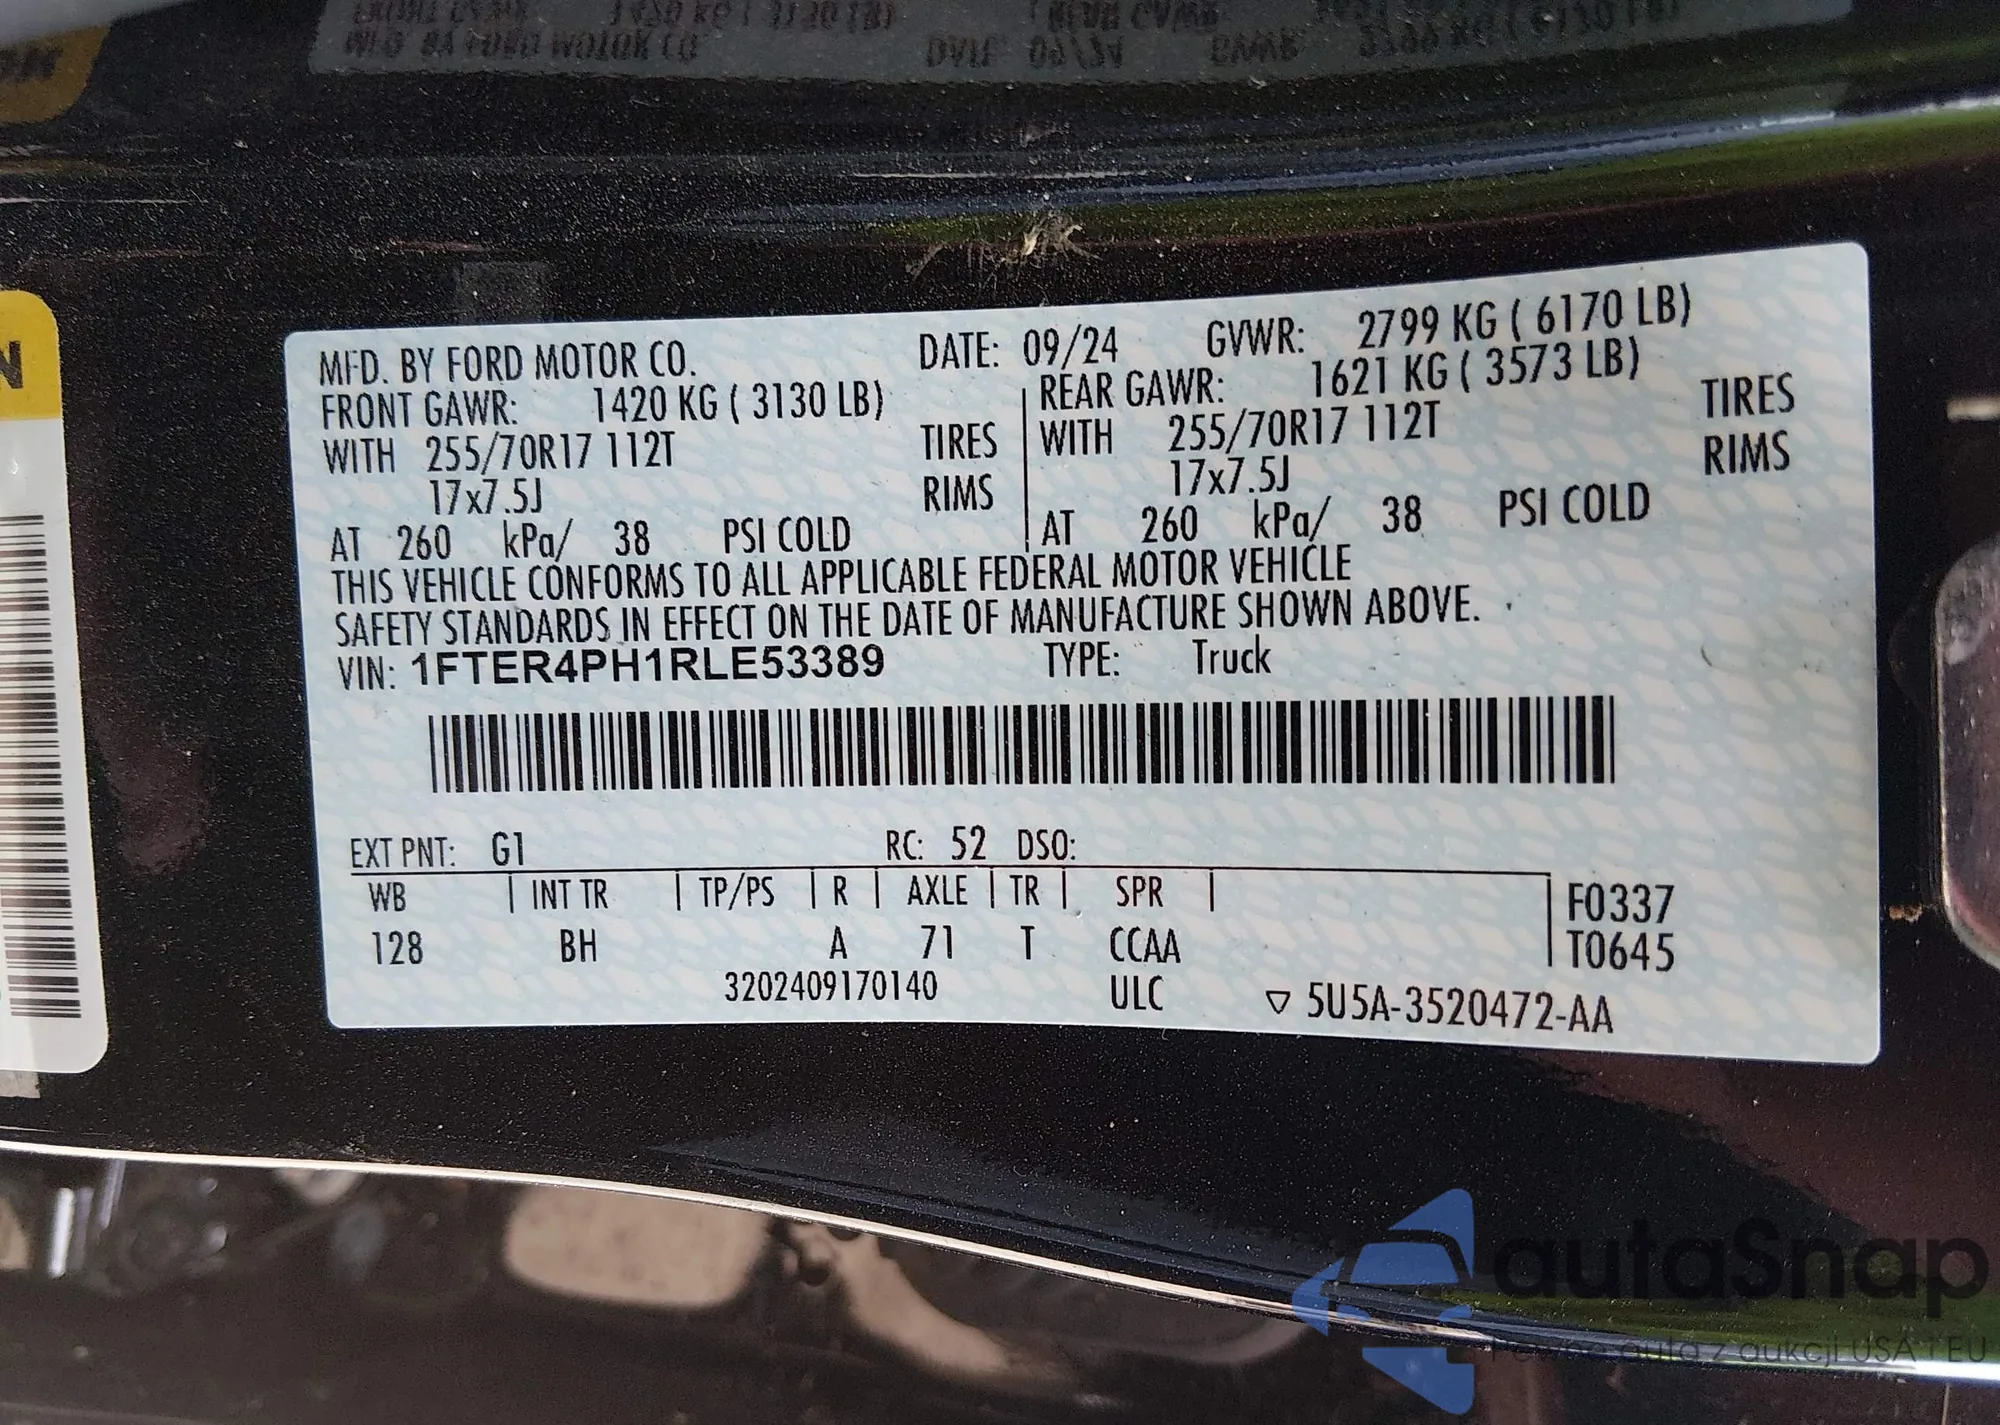 MFD. BY FORD MOTOR CO. DATE: 09/24 GVWR: 2799 KG ( 6170 LB)
FRONT GAWR: 1420 KG ( 3130 LB) REAR GAWR: 1621 KG ( 3573 LB)
WITH 255/70R17 112T TIRES WITH 255/70R17 112T TIRES
17x7.5J RIMS 17x7.5J RIMS
AT 260 kPa/ 38 PSI COLD AT 260 kPa/ 38 PSI COLD
THIS VEHICLE CONFORMS TO ALL APPLICABLE FEDERAL MOTOR VEHICLE
SAFETY STANDARDS IN EFFECT ON THE DATE OF MANUFACTURE SHOWN ABOVE.
VIN: 1FTER4PH1RLE53389 TYPE: Truck
EXT PNT: G1 RC: 52 DSO:
WB INT TR TP/PS R AXLE TR SPR F0337
128 BH A 71 T CCAA T0645
3202409170140 ULC ▽ 5U5A-3520472-AA
N
autaSnap
Pewne auta z aukcji USA i EU